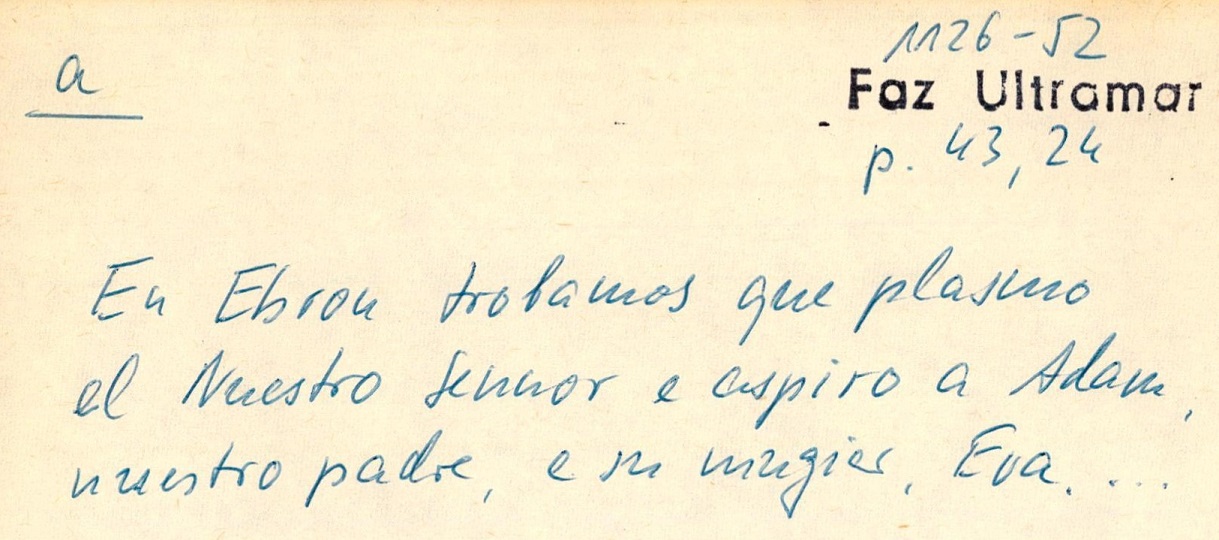 a
1126-52
Faz Ultramar
p. 43, 24
En Ebron trobamos que plasmo
el Nuestro Sennor e aspiro a Adam,
nuestro padre, e su mugier, Eva. ...